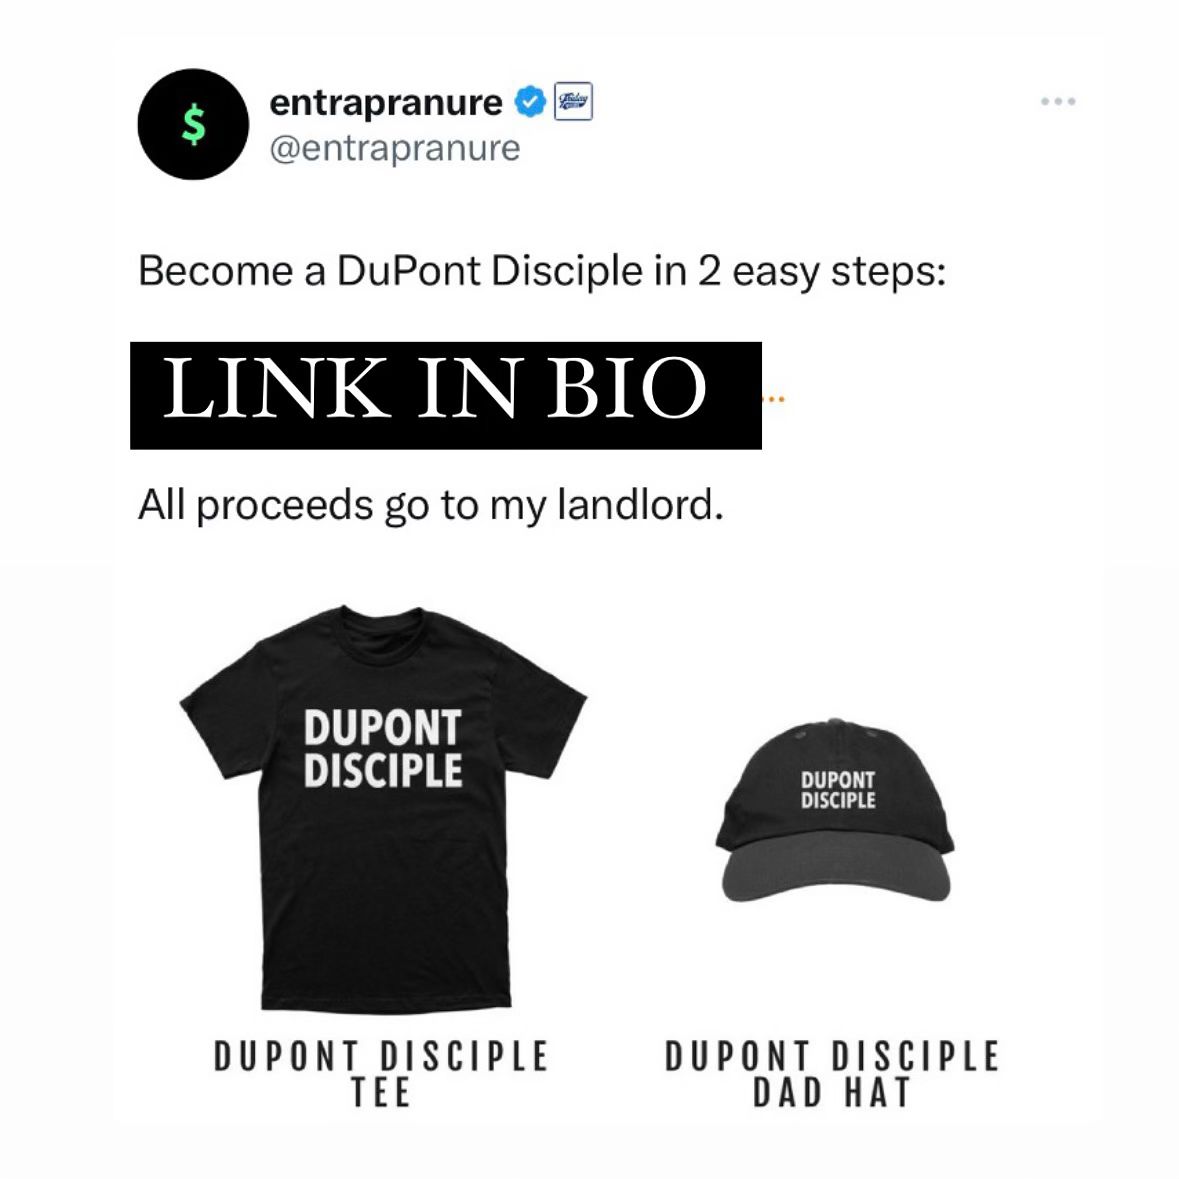 $
entrapranure
@entrapranure
Become a DuPont Disciple in 2 easy steps:
LINK IN BIO
...
All proceeds go to my landlord.
DUPONT
DISCIPLE
DUPONT
DISCIPLE
DUPONT DISCIPLE
TEE
DUPONT DISCIPLE
DAD HAT